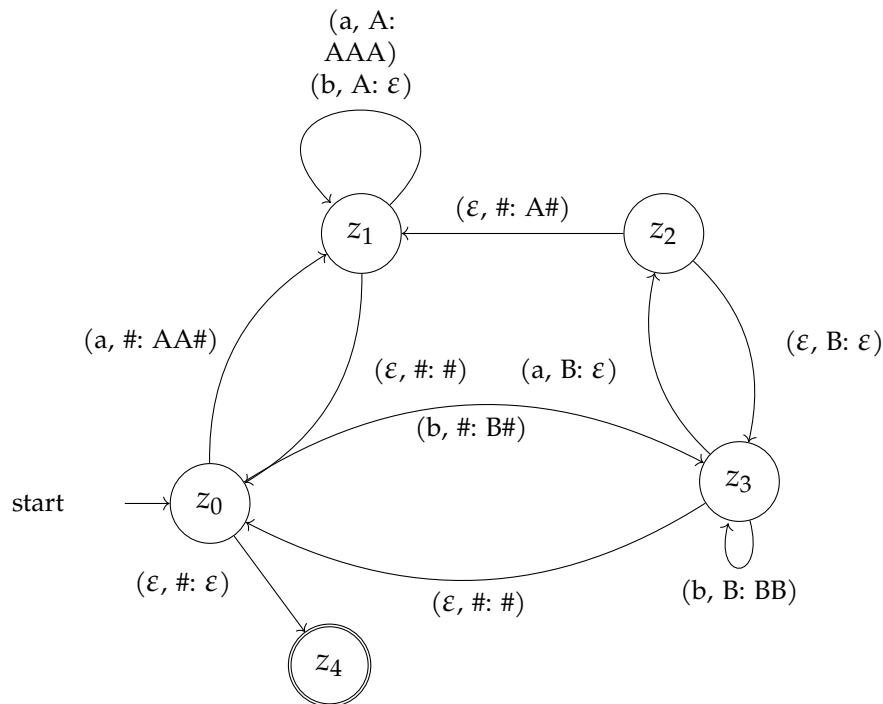 (a, A:
AAA)
(b, A: ε)
z1
(ε, #: A#)
z2
(a, #: AA#)
(ε, B: ε)
(ε, #: #)
(a, B: ε)
(b, #: B#)
z3
start
z0
(ε, #: ε)
(ε, #: #)
(b, B: BB)
z4